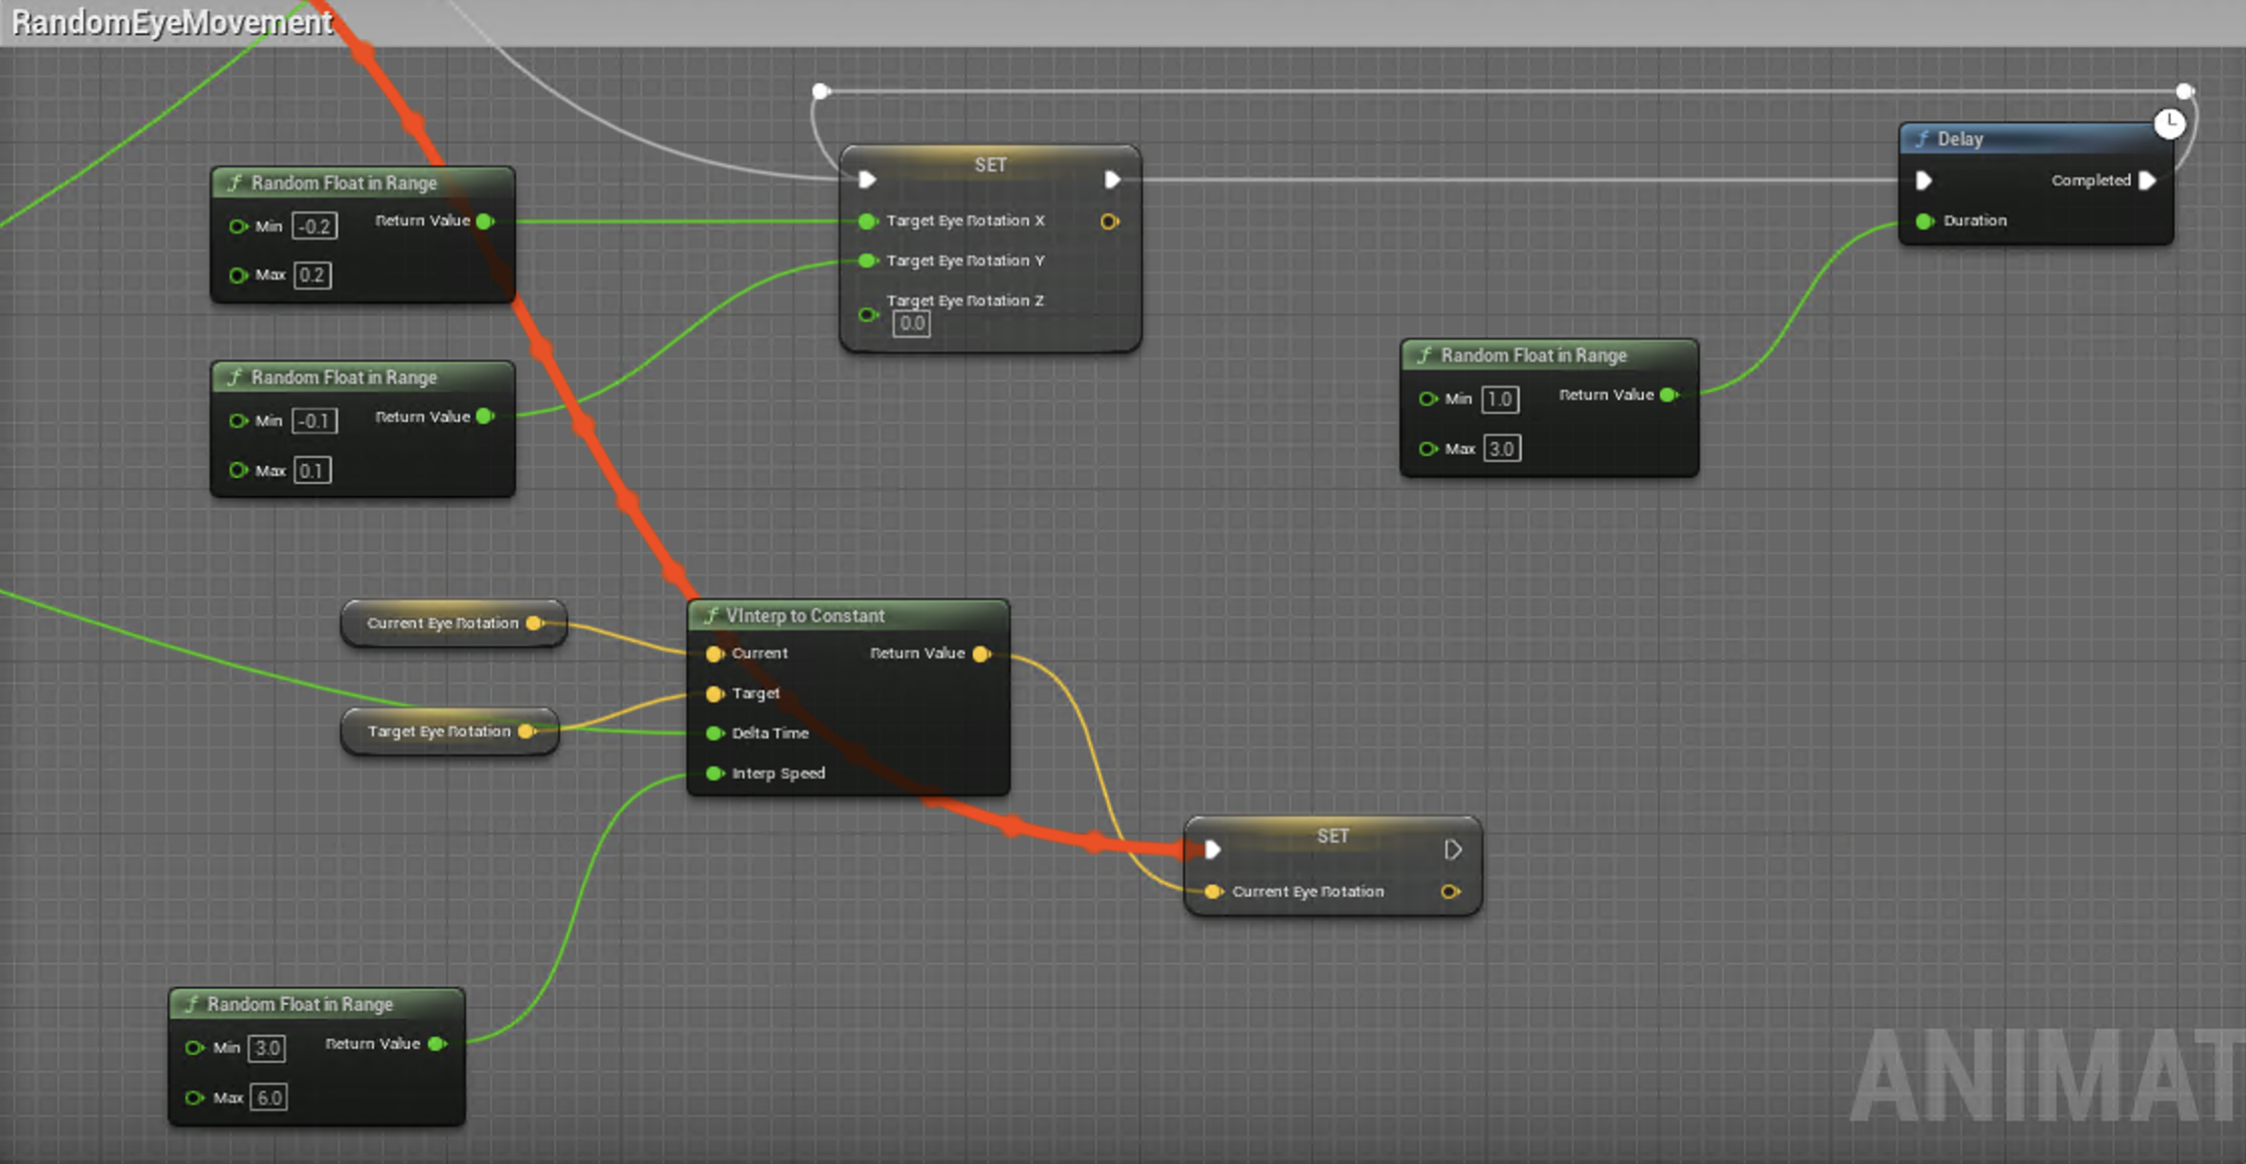 RandomEyeMovement
Random Float in Range
Min -0.2 Return Value
Max 0.2
SET
Target Eye Rotation X
Target Eye Rotation Y
Target Eye Rotation Z
0.0
Delay
Completed
Duration
Random Float in Range
Min -0.1 Return Value
Max 0.1
Random Float in Range
Min 1.0 Return Value
Max 3.0
Current Eye Rotation
Target Eye Rotation
VInterp to Constant
Current Return Value
Target
Delta Time
Interp Speed
SET
Current Eye Rotation
Random Float in Range
Min 3.0 Return Value
Max 6.0
ANIMAT